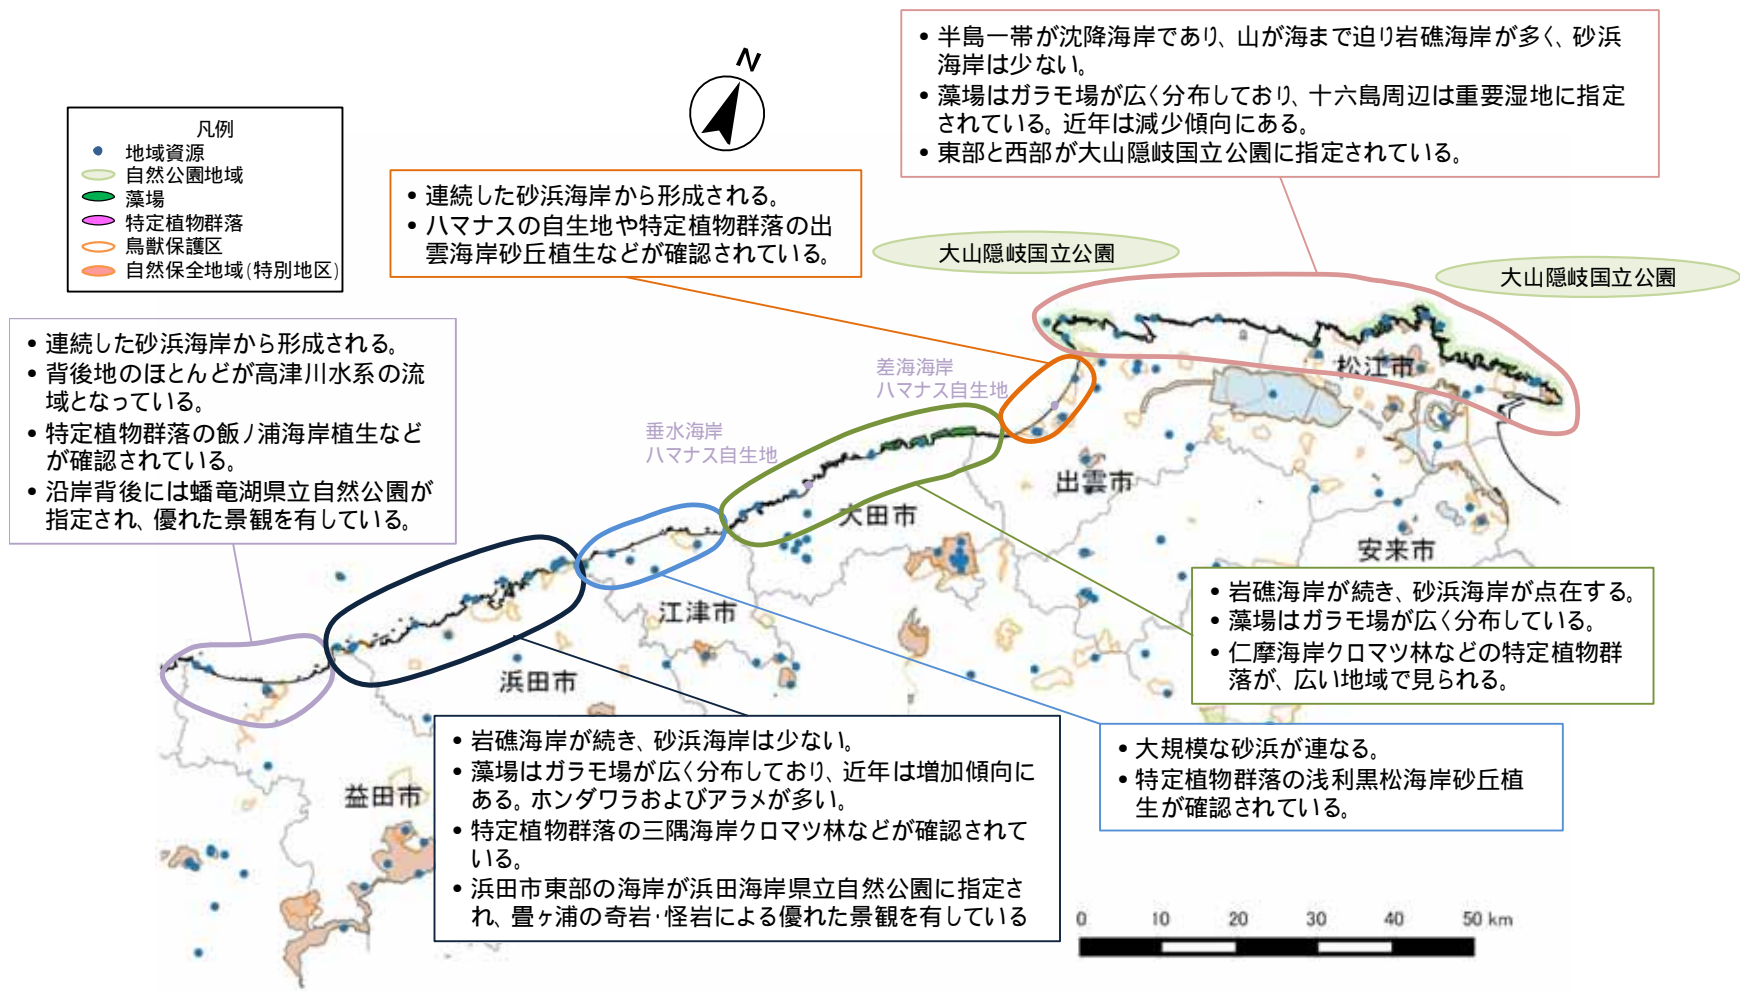 N
• 半島一帯が沈降海岸であり、山が海まで迫り岩礁海岸が多く、砂浜
海岸は少ない。
• 藻場はガラモ場が広く分布しており、十六島周辺は重要湿地に指定
されている。近年は減少傾向にある。
• 東部と西部が大山隠岐国立公園に指定されている。
凡例
地域資源
自然公園地域
藻場
特定植物群落
鳥獣保護区
自然保全地域(特別地区)
• 連続した砂浜海岸から形成される。
• ハマナスの自生地や特定植物群落の出
雲海岸砂丘植生などが確認されている。
大山隠岐国立公園
大山隠岐国立公園
• 連続した砂浜海岸から形成される。
• 背後地のほとんどが高津川水系の流
域となっている。
• 特定植物群落の飯ノ浦海岸植生など
が確認されている。
• 沿岸背後には蟠竜湖県立自然公園が
指定され、優れた景観を有している。
差海海岸
ハマナス自生地
垂水海岸
ハマナス自生地
松江市
出雲市
大田市
安来市
江津市
浜田市
益田市
• 岩礁海岸が続き、砂浜海岸が点在する。
• 藻場はガラモ場が広く分布している。
• 仁摩海岸クロマツ林などの特定植物群
落が、広い地域で見られる。
• 岩礁海岸が続き、砂浜海岸は少ない。
• 藻場はガラモ場が広く分布しており、近年は増加傾向に
ある。ホンダワラおよびアラメが多い。
• 特定植物群落の三隅海岸クロマツ林などが確認されて
いる。
• 浜田市東部の海岸が浜田海岸県立自然公園に指定さ
れ、畳ヶ浦の奇岩・怪岩による優れた景観を有している
• 大規模な砂浜が連なる。
• 特定植物群落の浅利黒松海岸砂丘植
生が確認されている。
0 10 20 30 40 50 km